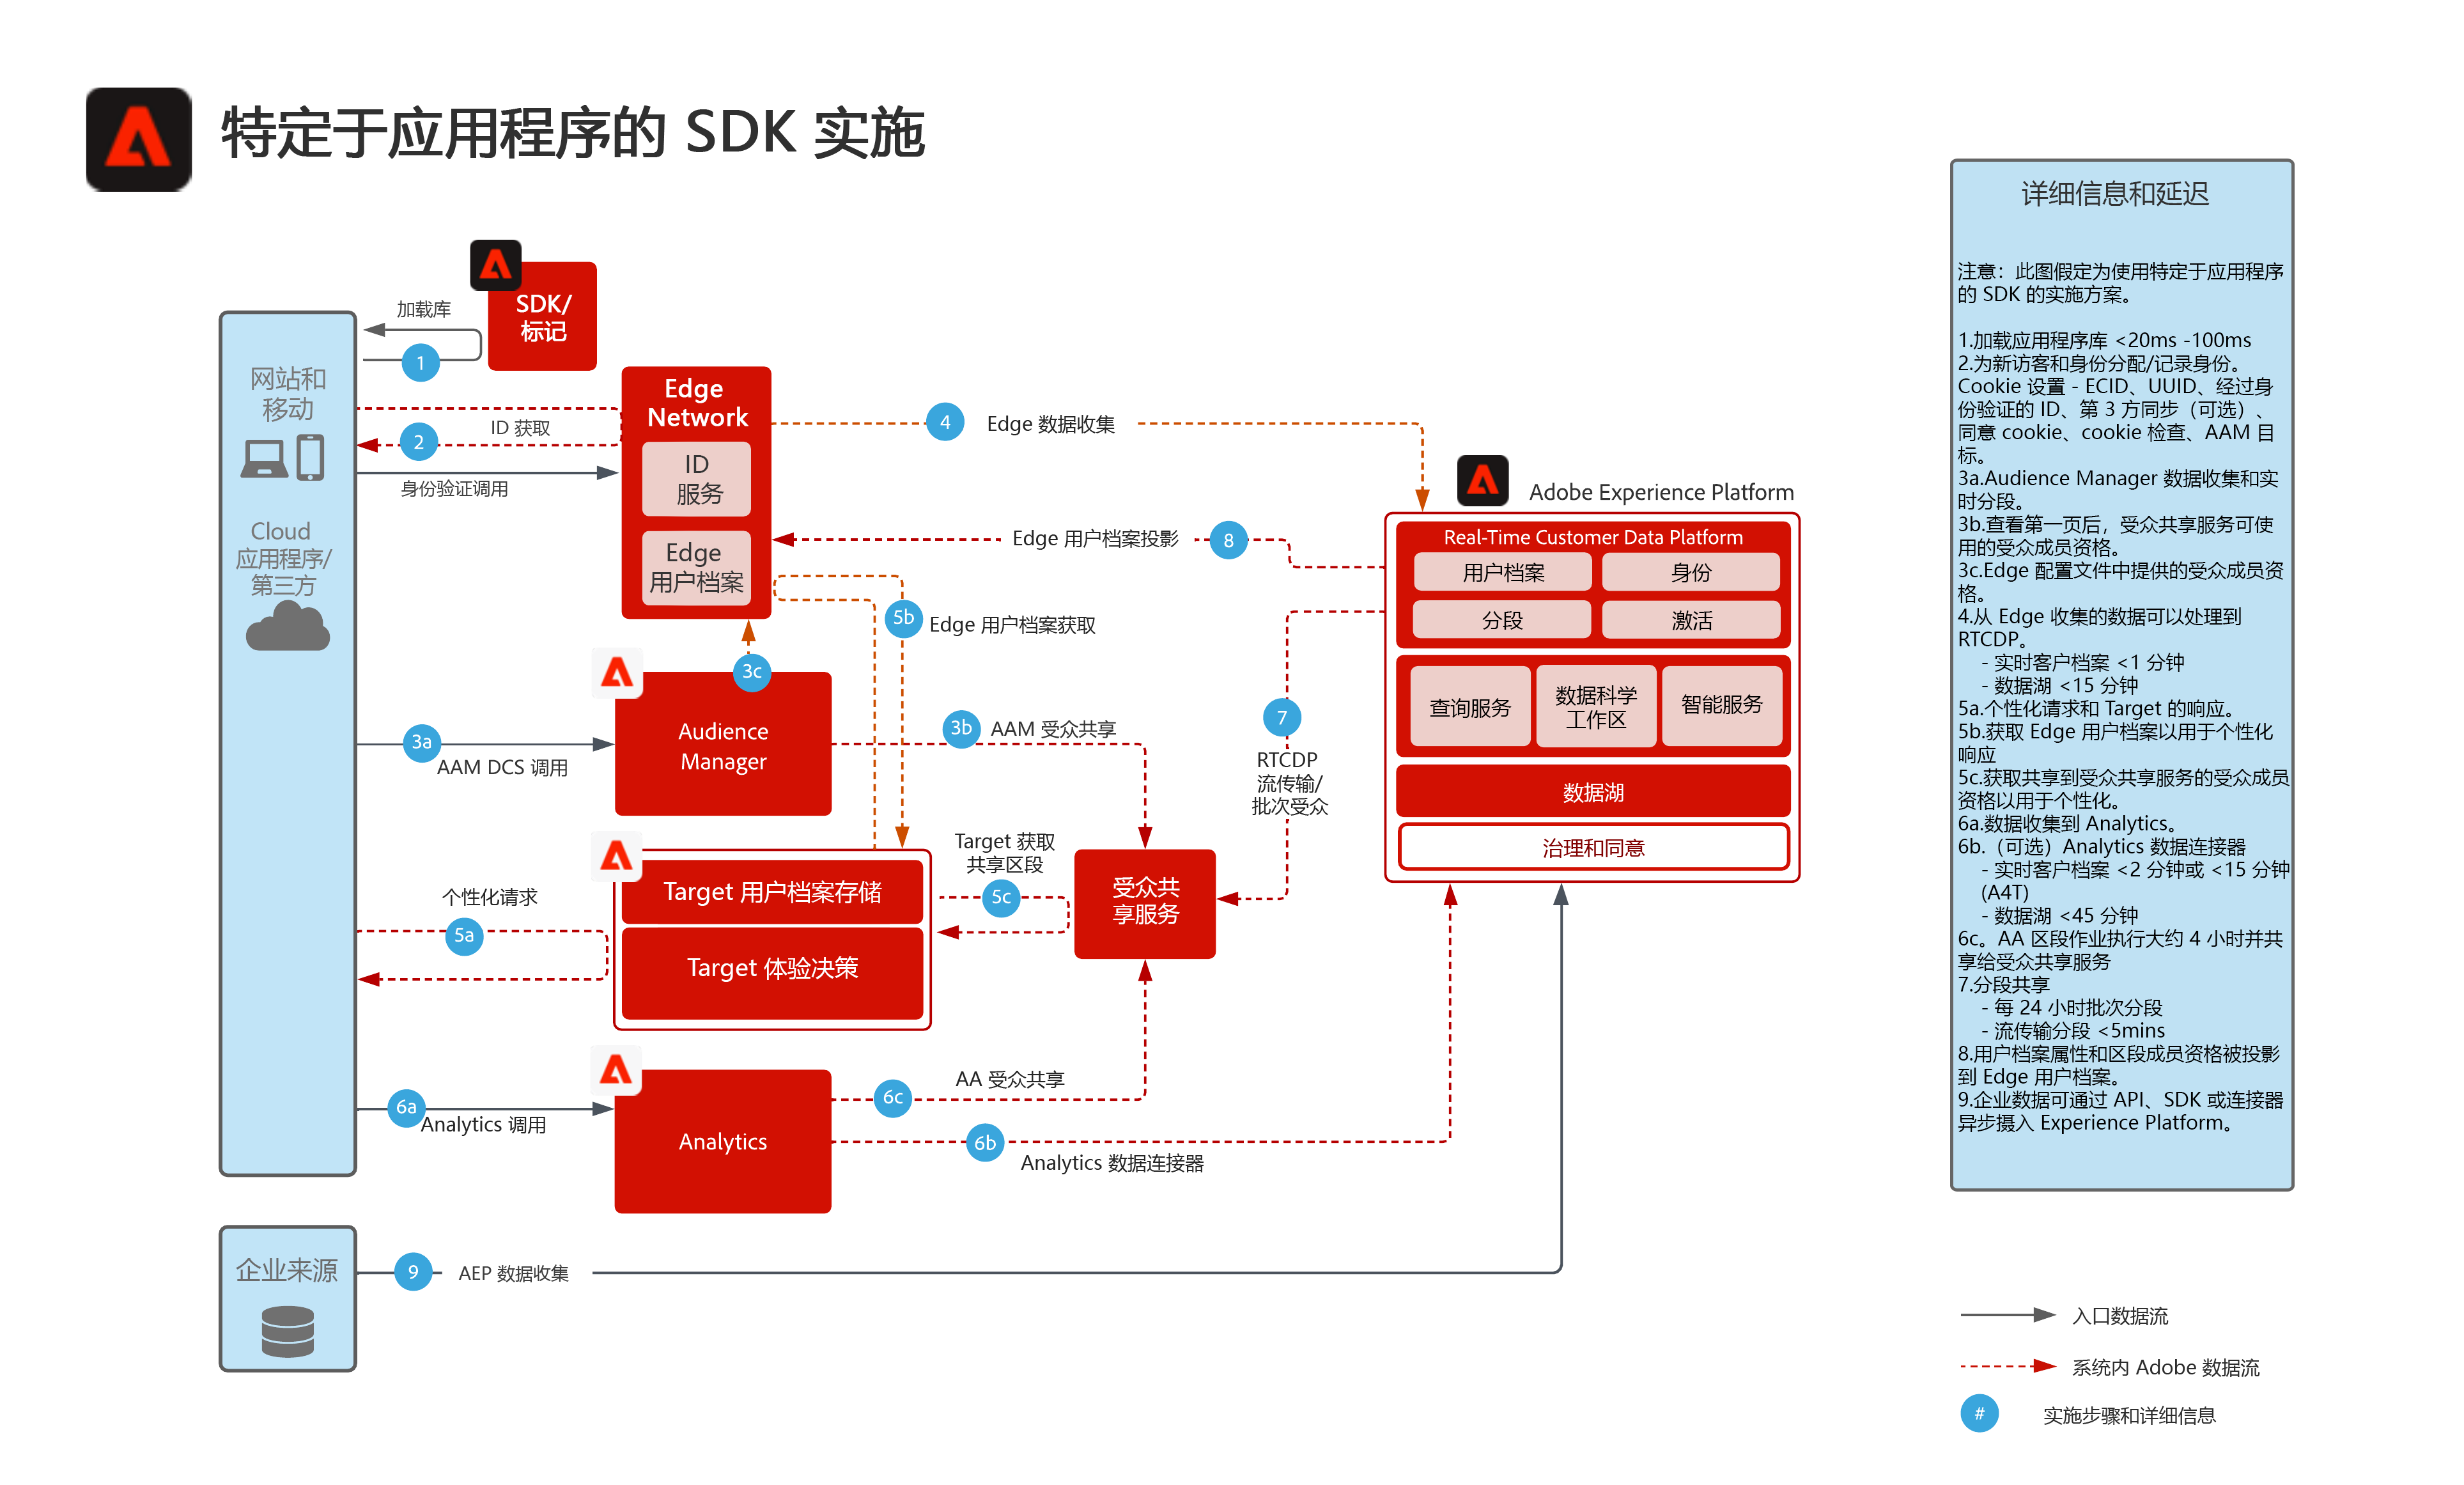 特定于应用程序的 SDK 实施
SDK/
标记
加载库
1
网站和
移动
Cloud
应用程序/
第三方
2
ID 获取
身份验证调用
Edge
Network
ID
服务
Edge
用户档案
4
Edge 数据收集
Edge 用户档案投影
8
5b
Edge 用户档案获取
3c
Audience
Manager
3a
AAM DCS 调用
3b
AAM 受众共享
7
RTCDP
流传输/
批次受众
Adobe Experience Platform
Real-Time Customer Data Platform
用户档案
身份
分段
激活
查询服务
数据科学
工作区
智能服务
数据湖
治理和同意
Target 获取
共享区段
5c
受众共
享服务
Target 用户档案存储
Target 体验决策
个性化请求
5a
6a
Analytics 调用
Analytics
6c
AA 受众共享
6b
Analytics 数据连接器
企业来源
9
AEP 数据收集
详细信息和延迟
注意：此图假定为使用特定于应用程序
的 SDK 的实施方案。
1.加载应用程序库 <20ms -100ms
2.为新访客和身份分配/记录身份。
Cookie 设置 - ECID、UUID、经过身
份验证的 ID、第 3 方同步（可选）、
同意 cookie、cookie 检查、AAM 目
标。
3a.Audience Manager 数据收集和实
时分段。
3b.查看第一页后，受众共享服务可使
用的受众成员资格。
3c.Edge 配置文件中提供的受众成员资
格。
4.从 Edge 收集的数据可以处理到
RTCDP。
- 实时客户档案 <1 分钟
- 数据湖 <15 分钟
5a.个性化请求和 Target 的响应。
5b.获取 Edge 用户档案以用于个性化
响应
5c.获取共享到受众共享服务的受众成员
资格以用于个性化。
6a.数据收集到 Analytics。
6b.（可选）Analytics 数据连接器
- 实时客户档案 <2 分钟或 <15 分钟
(A4T)
- 数据湖 <45 分钟
6c。AA 区段作业执行大约 4 小时并共
享给受众共享服务
7.分段共享
- 每 24 小时批次分段
- 流传输分段 <5mins
8.用户档案属性和区段成员资格被投影
到 Edge 用户档案。
9.企业数据可通过 API、SDK 或连接器
异步摄入 Experience Platform。
入口数据流
系统内 Adobe 数据流
#
实施步骤和详细信息